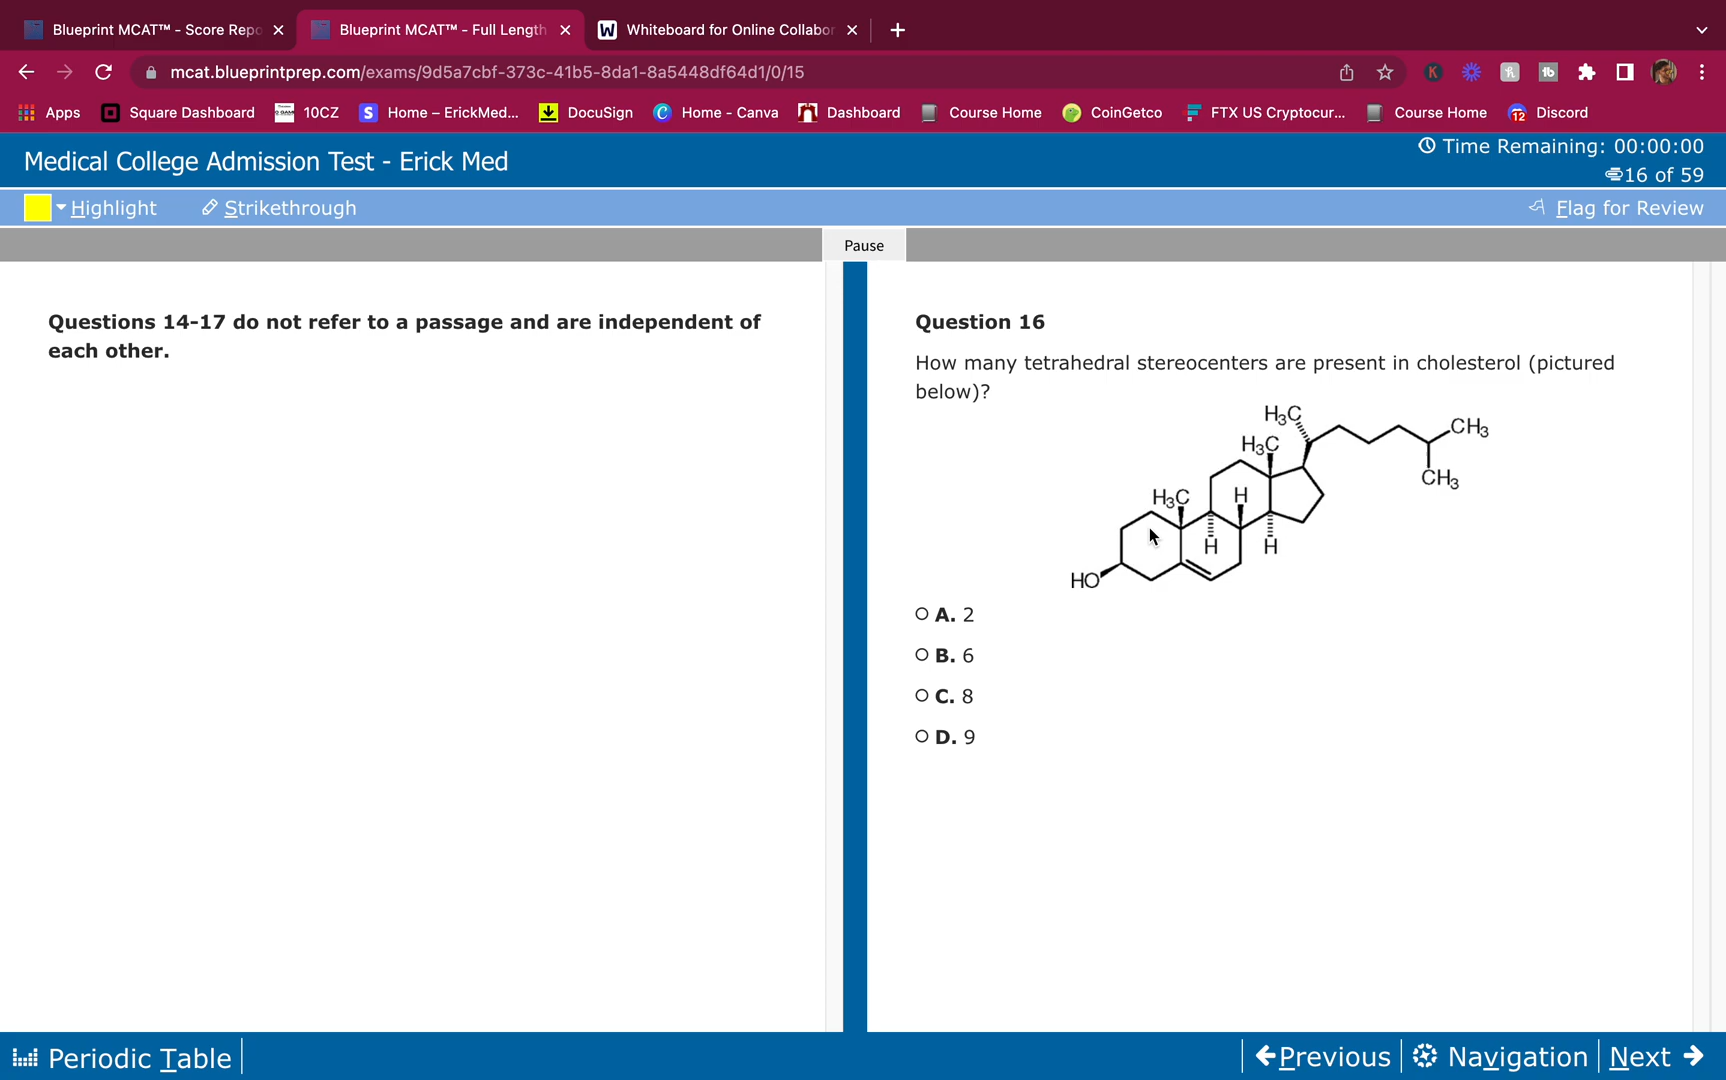 Blueprint MCAT™ - Score Repo
Blueprint MCAT™ - Full Length
W Whiteboard for Online Collabor
mcat.blueprintprep.com/exams/9d5a7cbf-373c-41b5-8da1-8a5448df64d1/0/15
Apps Square Dashboard 10CZ Home – ErickMed... DocuSign Home - Canva Dashboard Course Home CoinGetco FTX US Cryptocur... Course Home 12 Discord
Medical College Admission Test - Erick Med
Time Remaining: 00:00:00
16 of 59
Highlight Strikethrough Flag for Review
Pause
Questions 14-17 do not refer to a passage and are independent of
each other.
Question 16
How many tetrahedral stereocenters are present in cholesterol (pictured
below)?
H₃C
CH₃
H₃C
CH₃
H₃C
H
H
H
HO
A. 2
B. 6
C. 8
D. 9
Periodic Table Previous Navigation Next